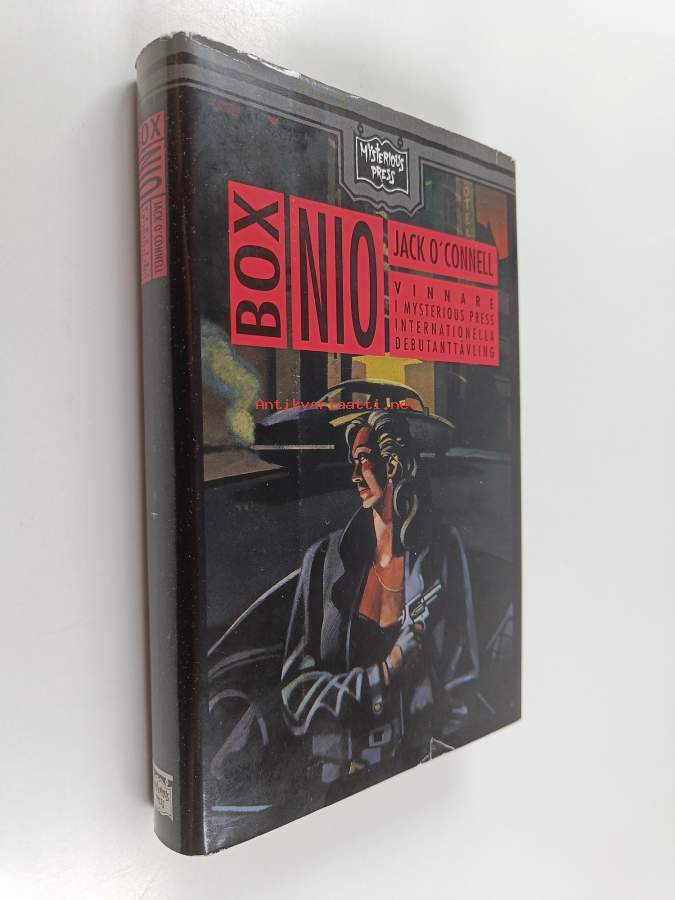 MYSTERIOUS
PRESS
BOX
NIO
JACK O'CONNELL
VINNARE
I MYSTERIOUS PRESS
INTERNATIONELLA
DEBUTANTTÄVLING
Antikvariaatti.net
BOX
NIO
JACK O'CONNELL